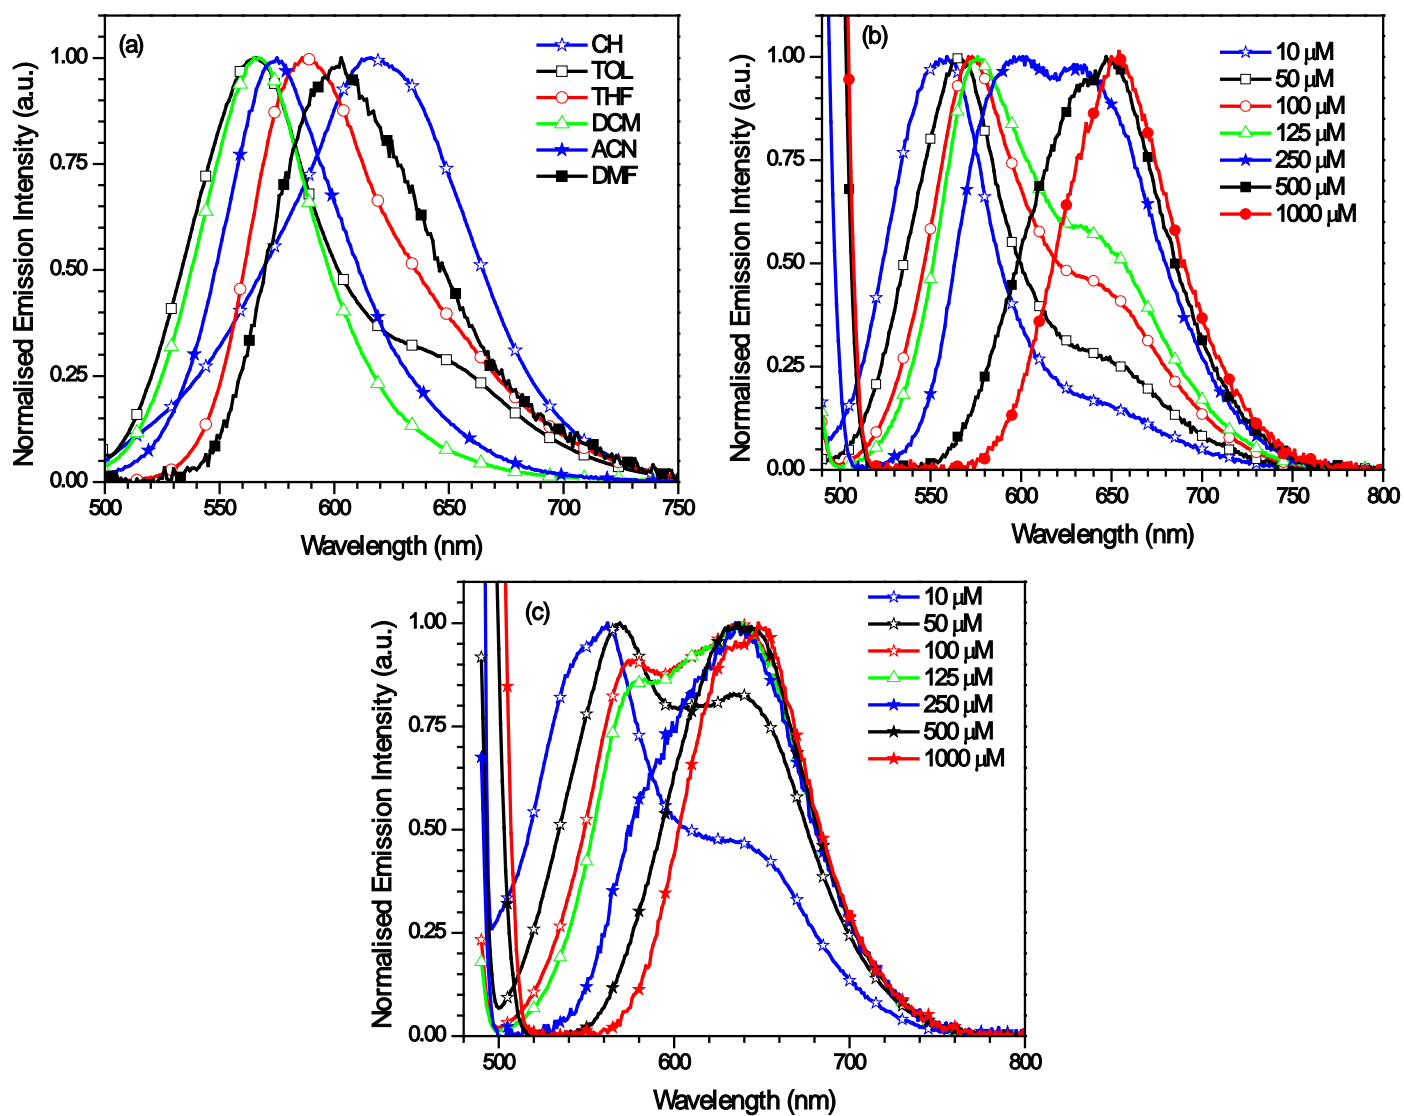 (a)
1.00
0.75
0.50
0.25
0.00
Normalised Emission Intensity (a.u.)
500 550 600 650 700 750
Wavelength (nm)
CH
TOL
THF
DCM
ACN
DMF
(b)
1.00
0.75
0.50
0.25
0.00
Normalised Emission Intensity (a.u.)
500 550 600 650 700 750 800
Wavelength (nm)
10 µM
50 µM
100 µM
125 µM
250 µM
500 µM
1000 µM
(c)
1.00
0.75
0.50
0.25
0.00
Normalised Emission Intensity (a.u.)
500 600 700 800
Wavelength (nm)
10 µM
50 µM
100 µM
125 µM
250 µM
500 µM
1000 µM